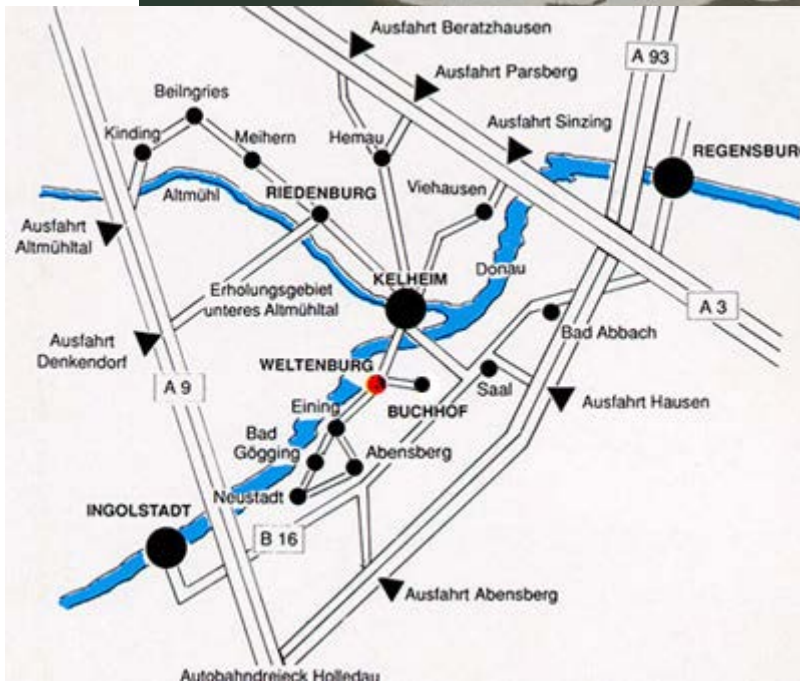 Ausfahrt Beratzhausen
A 93
Ausfahrt Parsberg
Beilngries
Kinding
Meihern
Hemau
Ausfahrt Sinzing
REGENSBURG
Altmühl
RIEDENBURG
Viehausen
Ausfahrt
Altmühltal
KELHEIM
Donau
Erholungsgebiet
unteres Altmühltal
A 3
Ausfahrt
Denkendorf
Bad Abbach
WELTENBURG
Saal
A 9
BUCHHOF
Ausfahrt Hausen
Eining
Bad
Gögging
Abensberg
Neustadt
INGOLSTADT
B 16
Ausfahrt Abensberg
Autobahndreieck Holledau